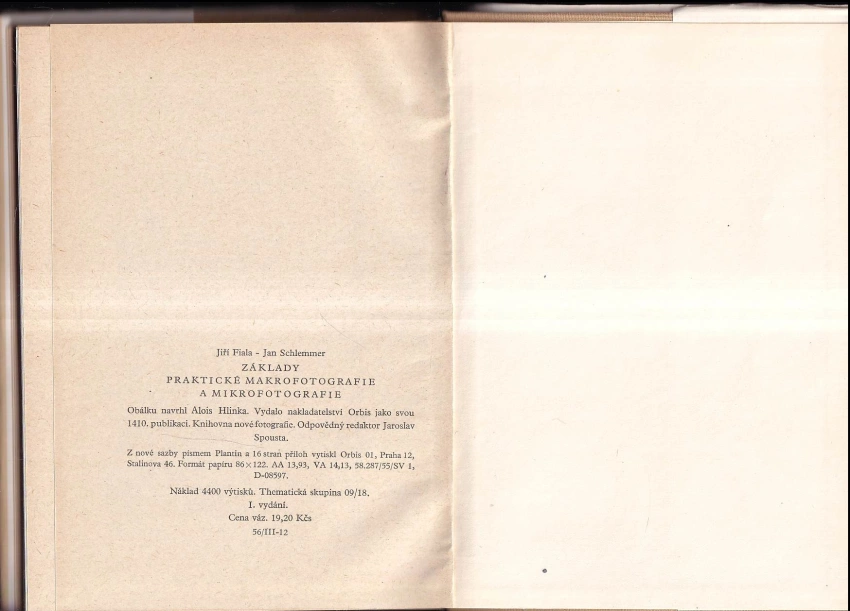 Jiří Fiala - Jan Schlemmer
ZÁKLADY
PRAKTICKÉ MAKROFOTOGRAFIE
A MIKROFOTOGRAFIE
Obálku navrhl Alois Hlinka. Vydalo nakladatelství Orbis jako svou
1410. publikaci. Knihovna nové fotografie. Odpovědný redaktor Jaroslav
Spousta.
Z nové sazby písmem Plantin a 16 stran příloh vytiskl Orbis 01, Praha 12,
Stalinova 46. Formát papíru 86×122. AA 13,93, VA 14,13, 58.287/55/SV 1,
D-08597.
Náklad 4400 výtisků. Thematická skupina 09/18.
I. vydání.
Cena váz. 19,20 Kčs
56/III-12